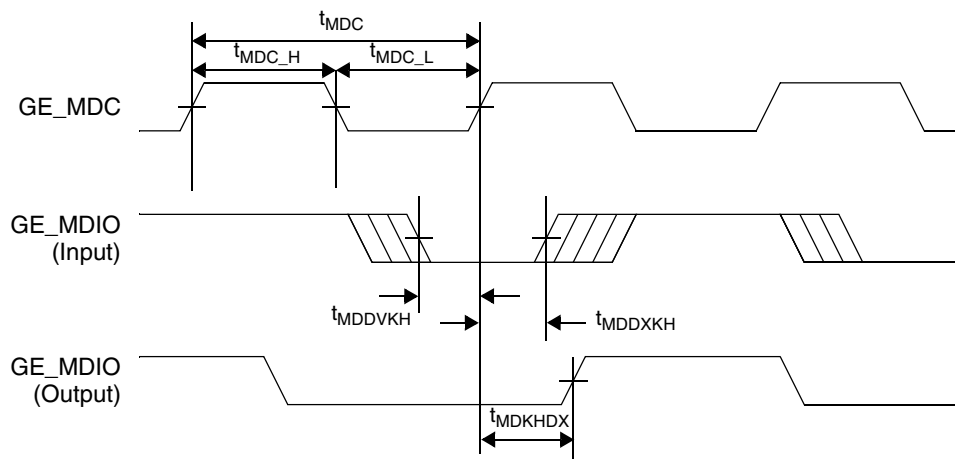 tMDC
tMDC_H
tMDC_L
GE_MDC
GE_MDIO
(Input)
tMDDVKH
tMDDXKH
GE_MDIO
(Output)
tMDKHDX